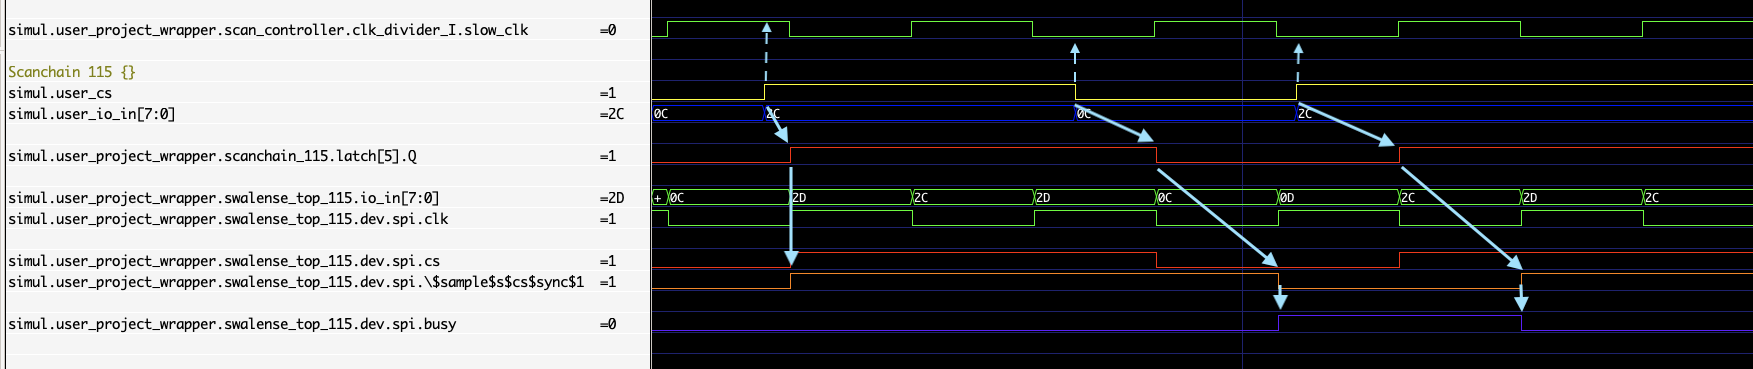 simul.user_project_wrapper.scan_controller.clk_divider_I.slow_clk =0
Scanchain 115 {}
simul.user_cs =1
simul.user_io_in[7:0] =2C 0C 2C 0C 2C
simul.user_project_wrapper.scanchain_115.latch[5].Q =1
simul.user_project_wrapper.swalense_top_115.io_in[7:0] =2D + 0C 2D 2C 2D 0C 0D 2C 2D 2C
simul.user_project_wrapper.swalense_top_115.dev.spi.clk =1
simul.user_project_wrapper.swalense_top_115.dev.spi.cs =1
simul.user_project_wrapper.swalense_top_115.dev.spi.\$sample$s$cs$sync$1 =1
simul.user_project_wrapper.swalense_top_115.dev.spi.busy =0